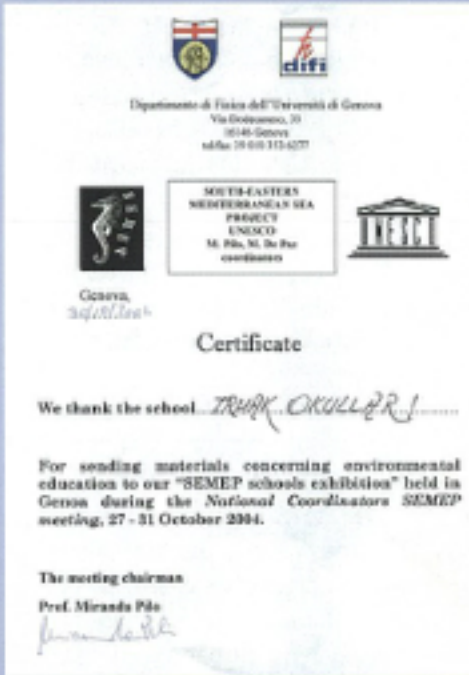 difi
Dipartimento di Fisica dell'Università di Genova
Via Dodecaneso, 33
16146 Genova
SOUTH-EASTERN
MEDITERRANEAN SEA
PROJECT
UNESCO
M. Pilo, M. De Paz
coordinators
UNESCO
Genova,
Certificate
We thank the school IRMAK OKULLARI
For sending materials concerning environmental
education to our "SEMEP schools exhibition" held in
Genoa during the National Coordinators SEMEP
meeting, 27 - 31 October 2004.
The meeting chairman
Prof. Miranda Pilo